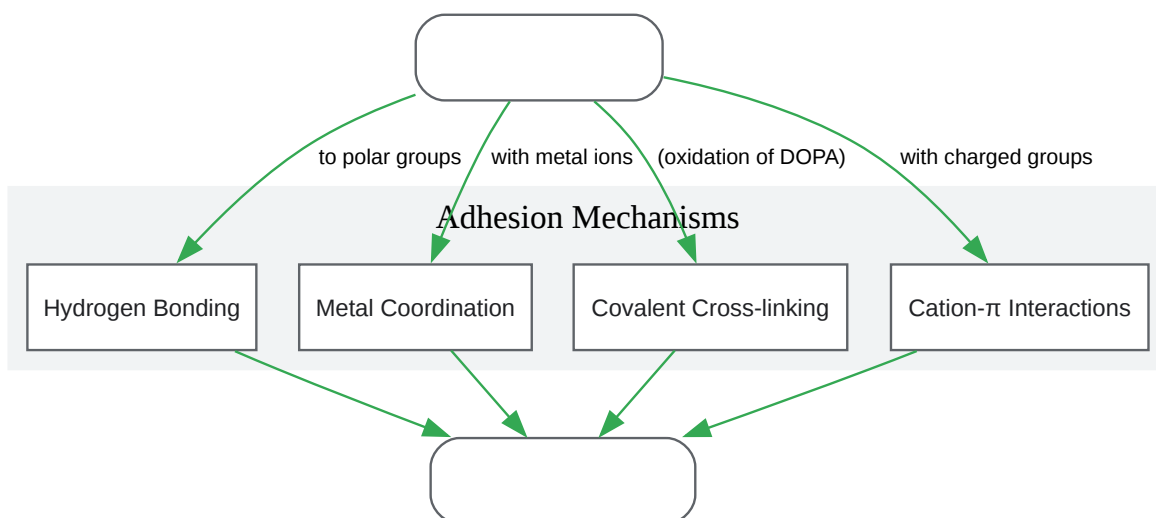 to polar groups
with metal ions
(oxidation of DOPA)
with charged groups
Adhesion Mechanisms
Hydrogen Bonding
Metal Coordination
Covalent Cross-linking
Cation-π Interactions